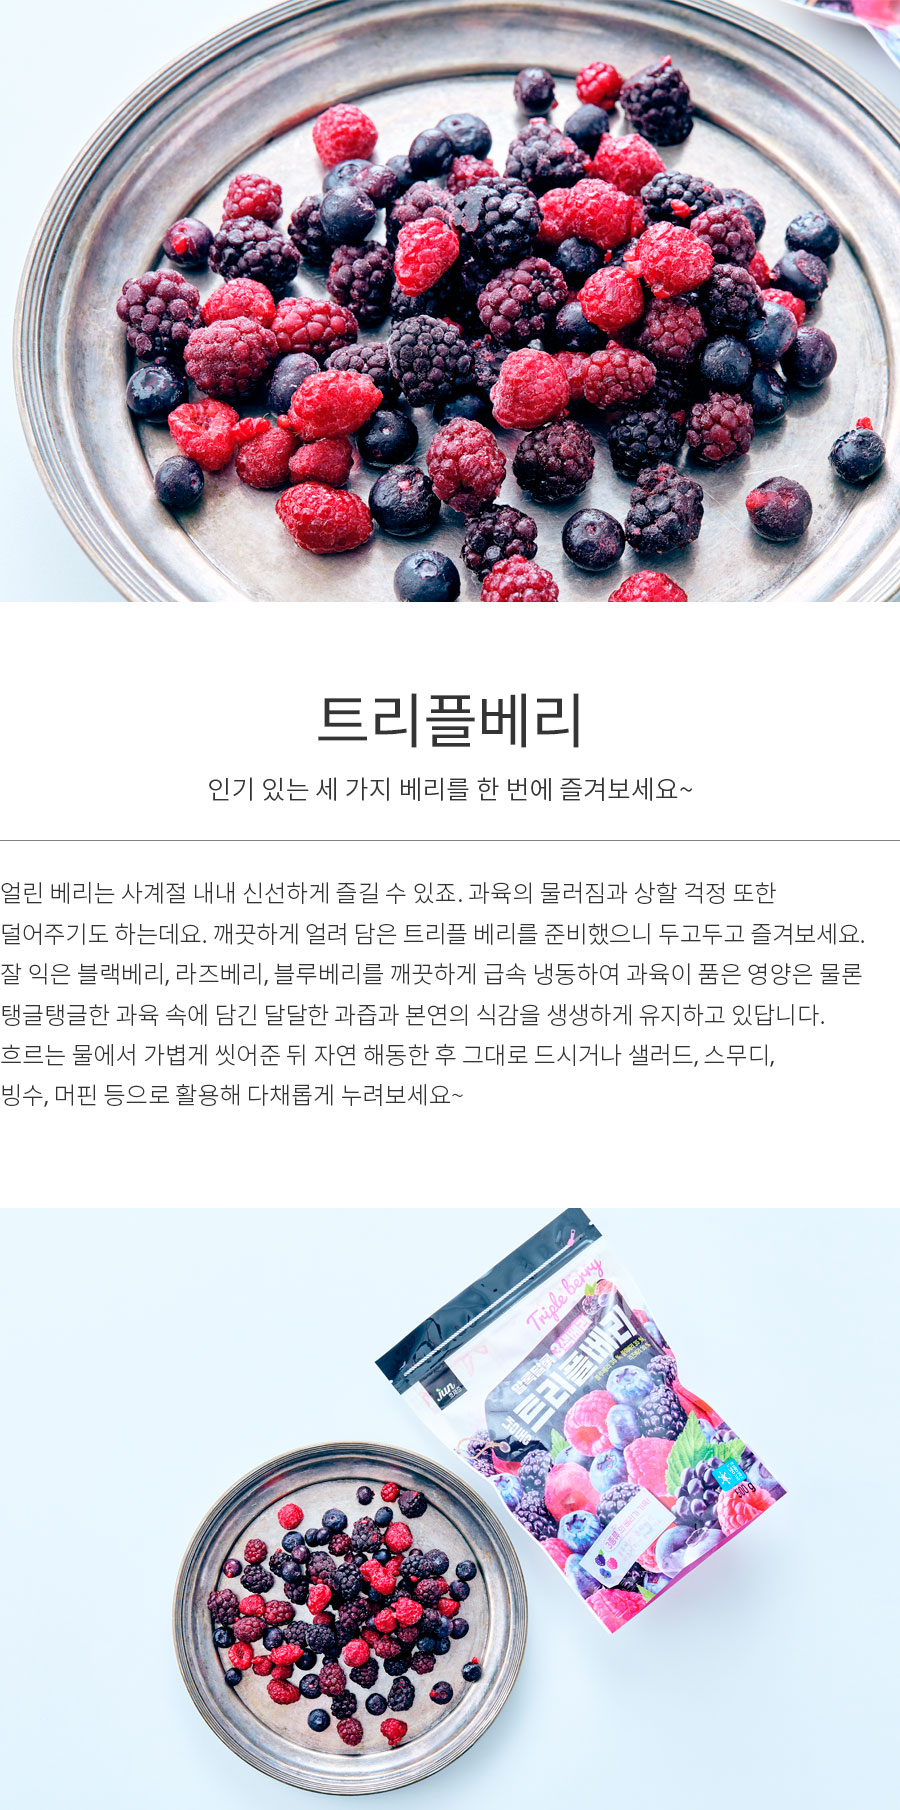 트리플베리
인기 있는 세 가지 베리를 한 번에 즐겨보세요~
얼린 베리는 사계절 내내 신선하게 즐길 수 있죠. 과육의 물러짐과 상할 걱정 또한
덜어주기도 하는데요. 깨끗하게 얼려 담은 트리플 베리를 준비했으니 두고두고 즐겨보세요.
잘 익은 블랙베리, 라즈베리, 블루베리를 깨끗하게 급속 냉동하여 과육이 품은 영양은 물론
탱글탱글한 과육 속에 담긴 달달한 과즙과 본연의 식감을 생생하게 유지하고 있답니다.
흐르는 물에서 가볍게 씻어준 뒤 자연 해동한 후 그대로 드시거나 샐러드, 스무디,
빙수, 머핀 등으로 활용해 다채롭게 누려보세요~
Triple berry
트리플베리
jun
500g